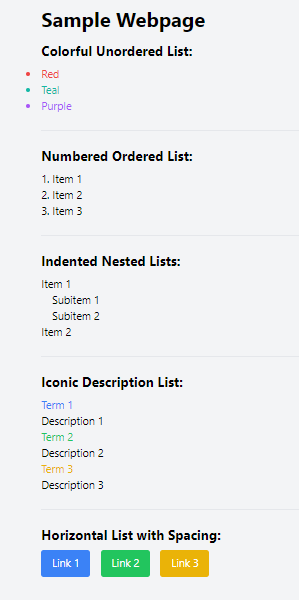 Sample Webpage
Colorful Unordered List:
Red
Teal
Purple
Numbered Ordered List:
1. Item 1
2. Item 2
3. Item 3
Indented Nested Lists:
Item 1
Subitem 1
Subitem 2
Item 2
Iconic Description List:
Term 1
Description 1
Term 2
Description 2
Term 3
Description 3
Horizontal List with Spacing:
Link 1 Link 2 Link 3